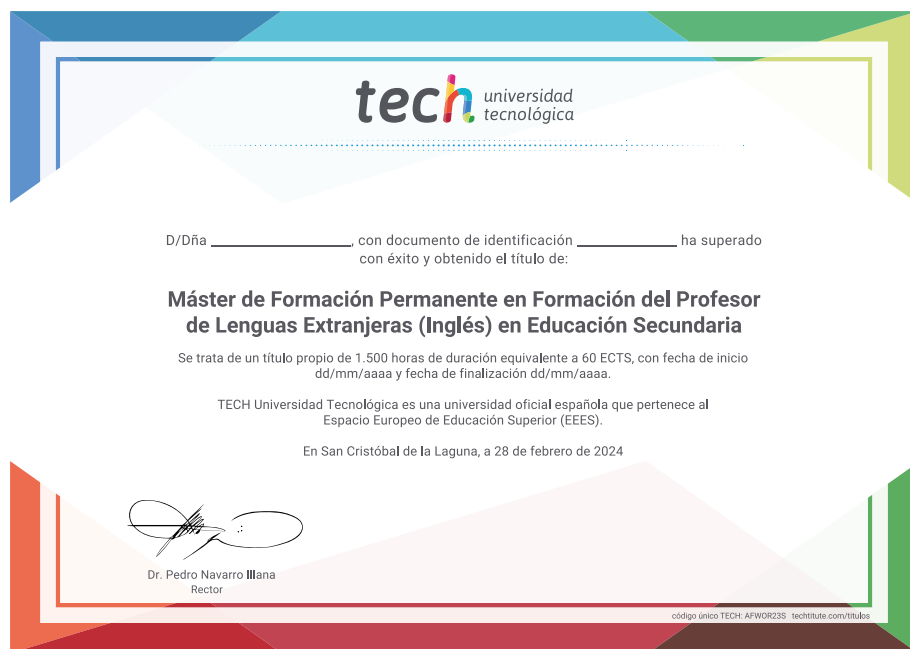 tech universidad
tecnológica
D/Dña ____________, con documento de identificación _________ ha superado
con éxito y obtenido el título de:
Máster de Formación Permanente en Formación del Profesor
de Lenguas Extranjeras (Inglés) en Educación Secundaria
Se trata de un título propio de 1.500 horas de duración equivalente a 60 ECTS, con fecha de inicio
dd/mm/aaaa y fecha de finalización dd/mm/aaaa.
TECH Universidad Tecnológica es una universidad oficial española que pertenece al
Espacio Europeo de Educación Superior (EEES).
En San Cristóbal de la Laguna, a 28 de febrero de 2024
Dr. Pedro Navarro Illana
Rector
código único TECH: AFWOR23S techtitute.com/titulos